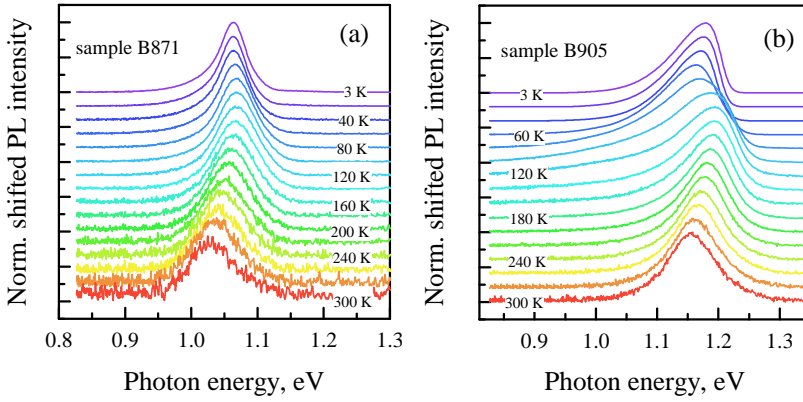 Norm. shifted PL intensity
sample B871
(a)
3 K
40 K
80 K
120 K
160 K
200 K
240 K
300 K
0.8 0.9 1.0 1.1 1.2 1.3
Photon energy, eV
Norm. shifted PL intensity
sample B905
(b)
3 K
60 K
120 K
180 K
240 K
300 K
0.9 1.0 1.1 1.2 1.3
Photon energy, eV